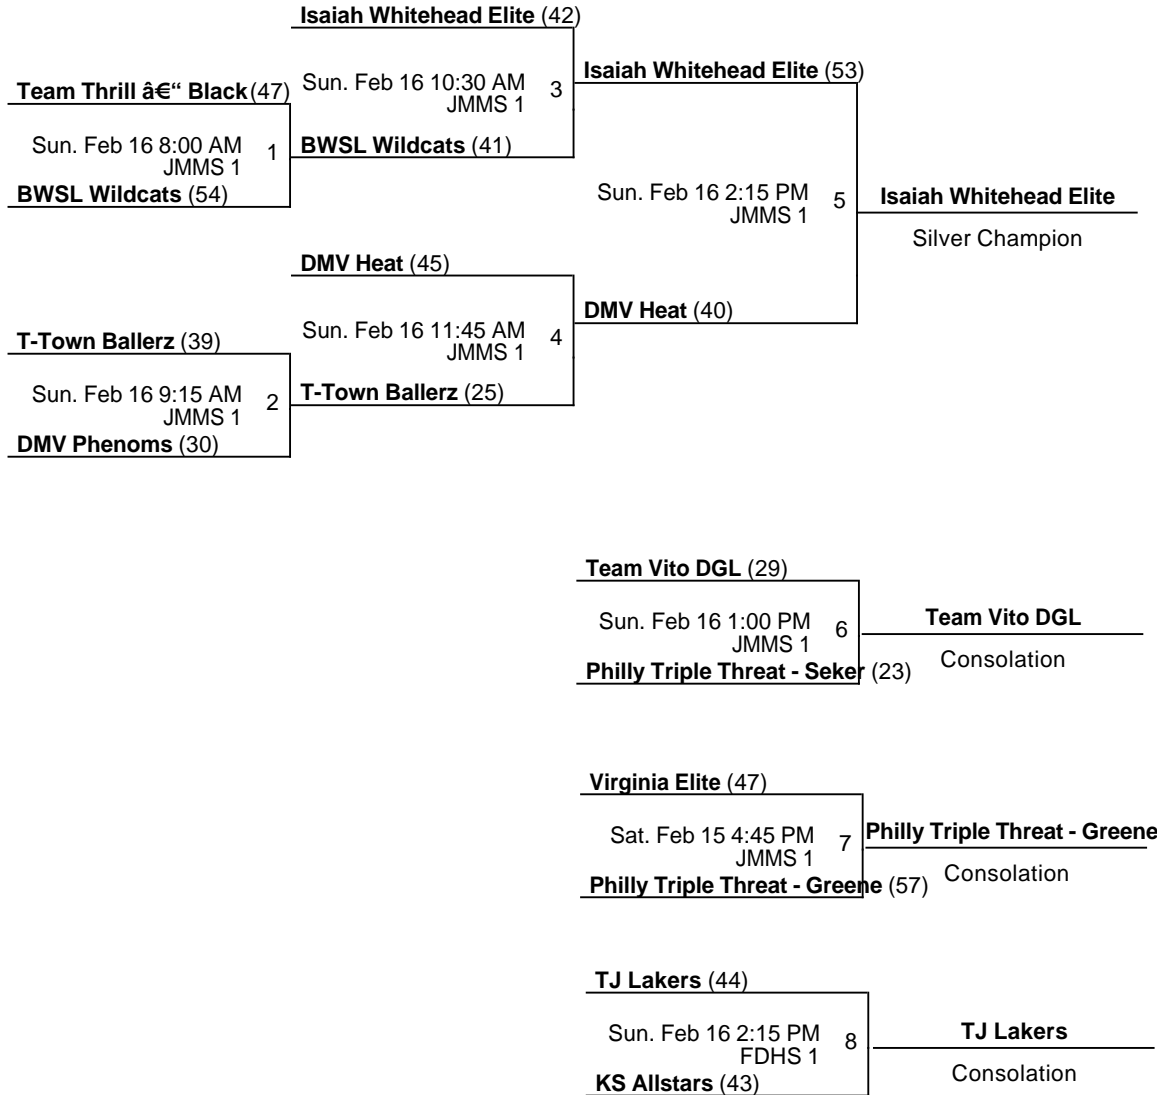 Isaiah Whitehead Elite (42)
Sun. Feb 16 10:30 AM
JMMS 1
3
Isaiah Whitehead Elite (53)
Team Thrill â€“ Black (47)
Sun. Feb 16 8:00 AM
JMMS 1
1
BWSL Wildcats (41)
BWSL Wildcats (54)
Sun. Feb 16 2:15 PM
JMMS 1
5
Isaiah Whitehead Elite
Silver Champion
DMV Heat (45)
Sun. Feb 16 11:45 AM
JMMS 1
4
DMV Heat (40)
T-Town Ballerz (39)
Sun. Feb 16 9:15 AM
JMMS 1
2
T-Town Ballerz (25)
DMV Phenoms (30)
Team Vito DGL (29)
Sun. Feb 16 1:00 PM
JMMS 1
6
Team Vito DGL
Consolation
Philly Triple Threat - Seker (23)
Virginia Elite (47)
Sat. Feb 15 4:45 PM
JMMS 1
7
Philly Triple Threat - Greene
Consolation
Philly Triple Threat - Greene (57)
TJ Lakers (44)
Sun. Feb 16 2:15 PM
FDHS 1
8
TJ Lakers
Consolation
KS Allstars (43)